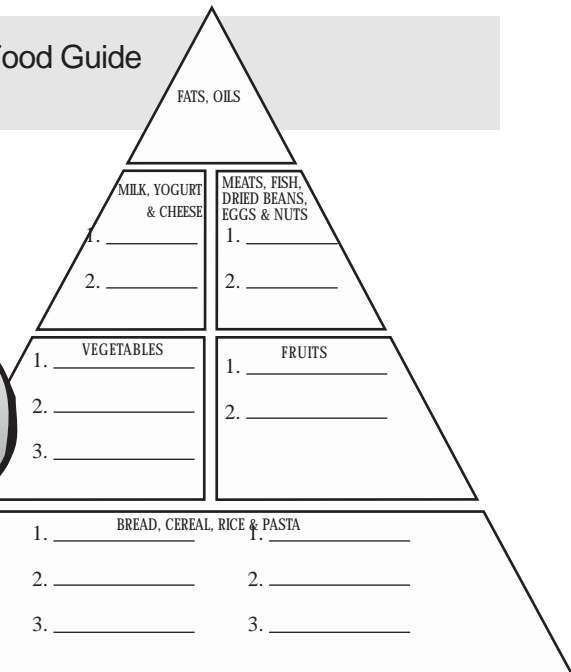 Food Guide
FATS, OILS
MILK, YOGURT
& CHEESE
1.
2.
MEATS, FISH,
DRIED BEANS,
EGGS & NUTS
1.
2.
VEGETABLES
1.
2.
3.
FRUITS
1.
2.
BREAD, CEREAL, RICE & PASTA
1.
2.
3.
1.
2.
3.